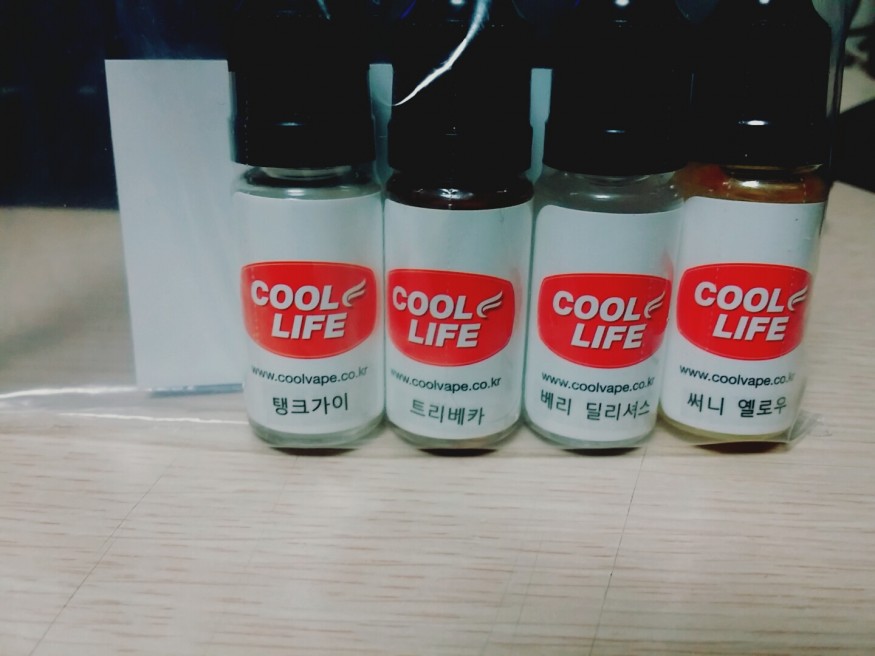 COOL
LIFE
www.coolvape.co.kr
탱크가이
COOL
LIFE
www.coolvape.co.kr
트리베카
COOL
LIFE
www.coolvape.co.kr
베리 딜리셔스
COOL
LIFE
www.coolvape.co.kr
써니 옐로우